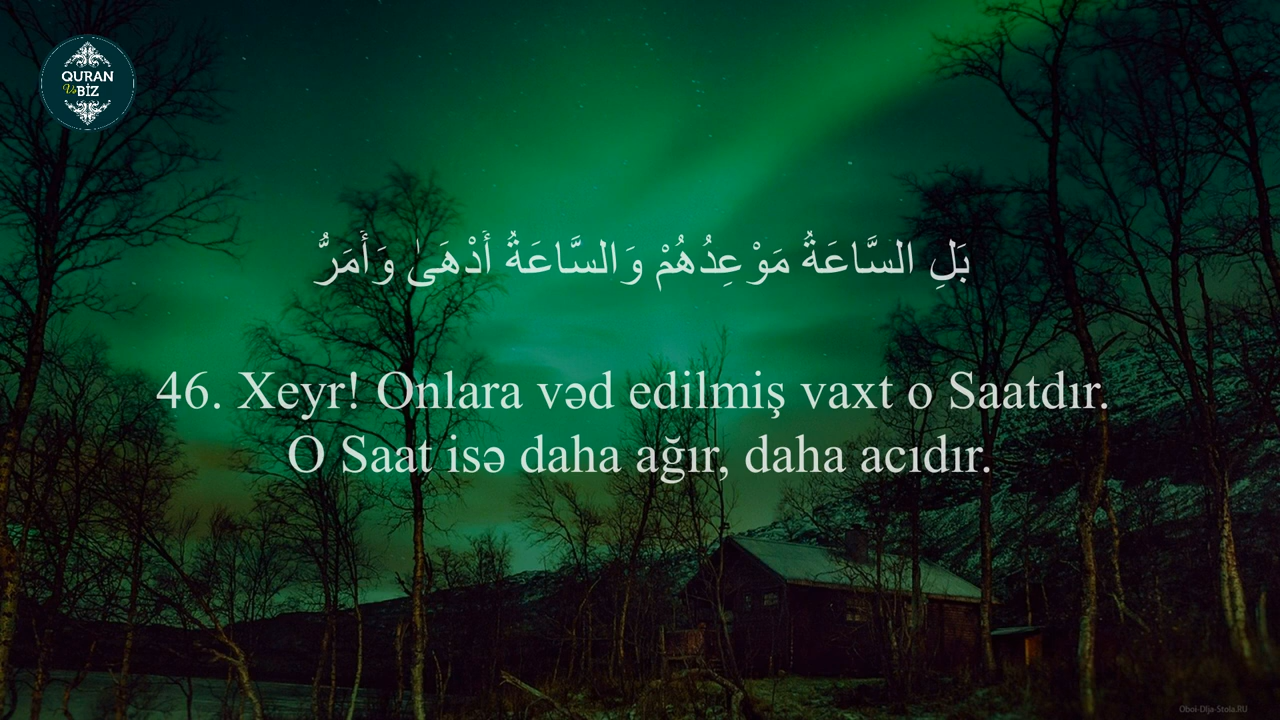 QURAN
Və BİZ
بَلِ السَّاعَةُ مَوْعِدُهُمْ وَالسَّاعَةُ أَدْهَىٰ وَأَمَرُّ
46. Xeyr! Onlara vəd edilmiş vaxt o Saatdır.
O Saat isə daha ağır, daha acıdır.
Oboi-Dlja-Stola.RU